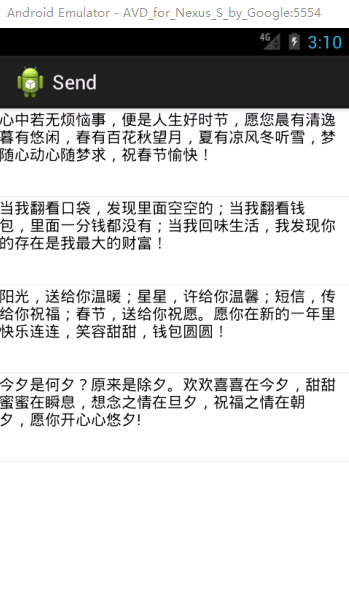 Android Emulator - AVD_for_Nexus_S_by_Google:5554
4G 3:10
Send
心中若无烦恼事，便是人生好时节，愿您晨有清逸
暮有悠闲，春有百花秋望月，夏有凉风冬听雪，梦
随心动心随梦求，祝春节愉快！
当我翻看口袋，发现里面空空的；当我翻看钱
包，里面一分钱都没有；当我回味生活，我发现你
的存在是我最大的财富！
阳光，送给你温暖；星星，许给你温馨；短信，传
给你祝福；春节，送给你祝愿。愿你在新的一年里
快乐连连，笑容甜甜，钱包圆圆！
今夕是何夕？原来是除夕。欢欢喜喜在今夕，甜甜
蜜蜜在瞬息，想念之情在旦夕，祝福之情在朝
夕，愿你开心心悠夕!